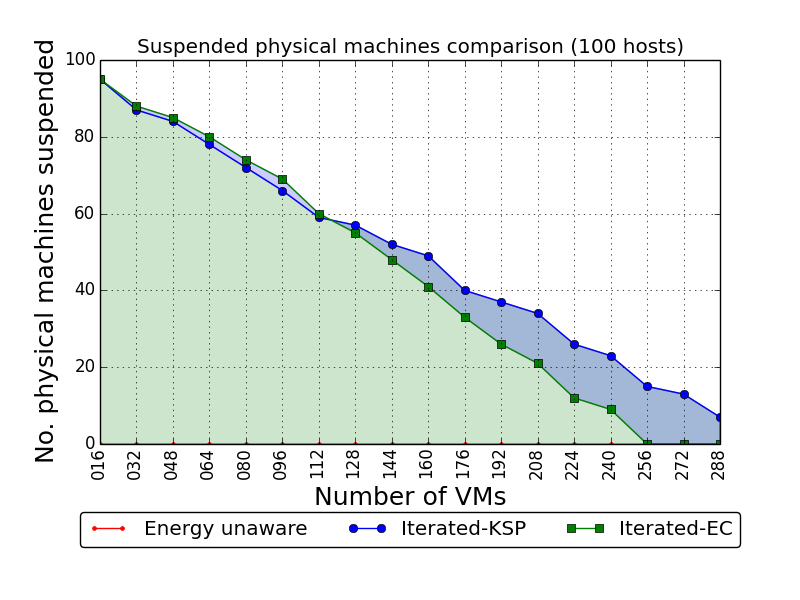 Suspended physical machines comparison (100 hosts)
No. physical machines suspended
100
80
60
40
20
0
016 032 048 064 080 096 112 128 144 160 176 192 208 224 240 256 272 288
Number of VMs
Energy unaware Iterated-KSP Iterated-EC